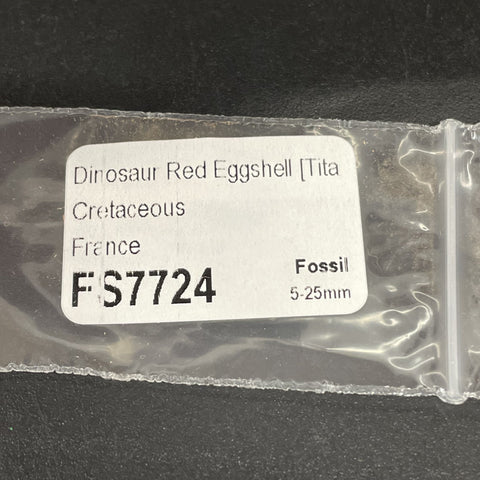 Dinosaur Red Eggshell [Tita
Cretaceous
France
FS7724
Fossil
5-25mm